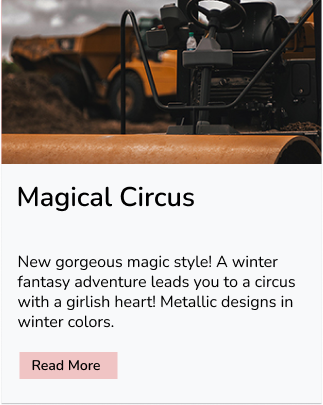 Magical Circus
New gorgeous magic style! A winter
fantasy adventure leads you to a circus
with a girlish heart! Metallic designs in
winter colors.
Read More